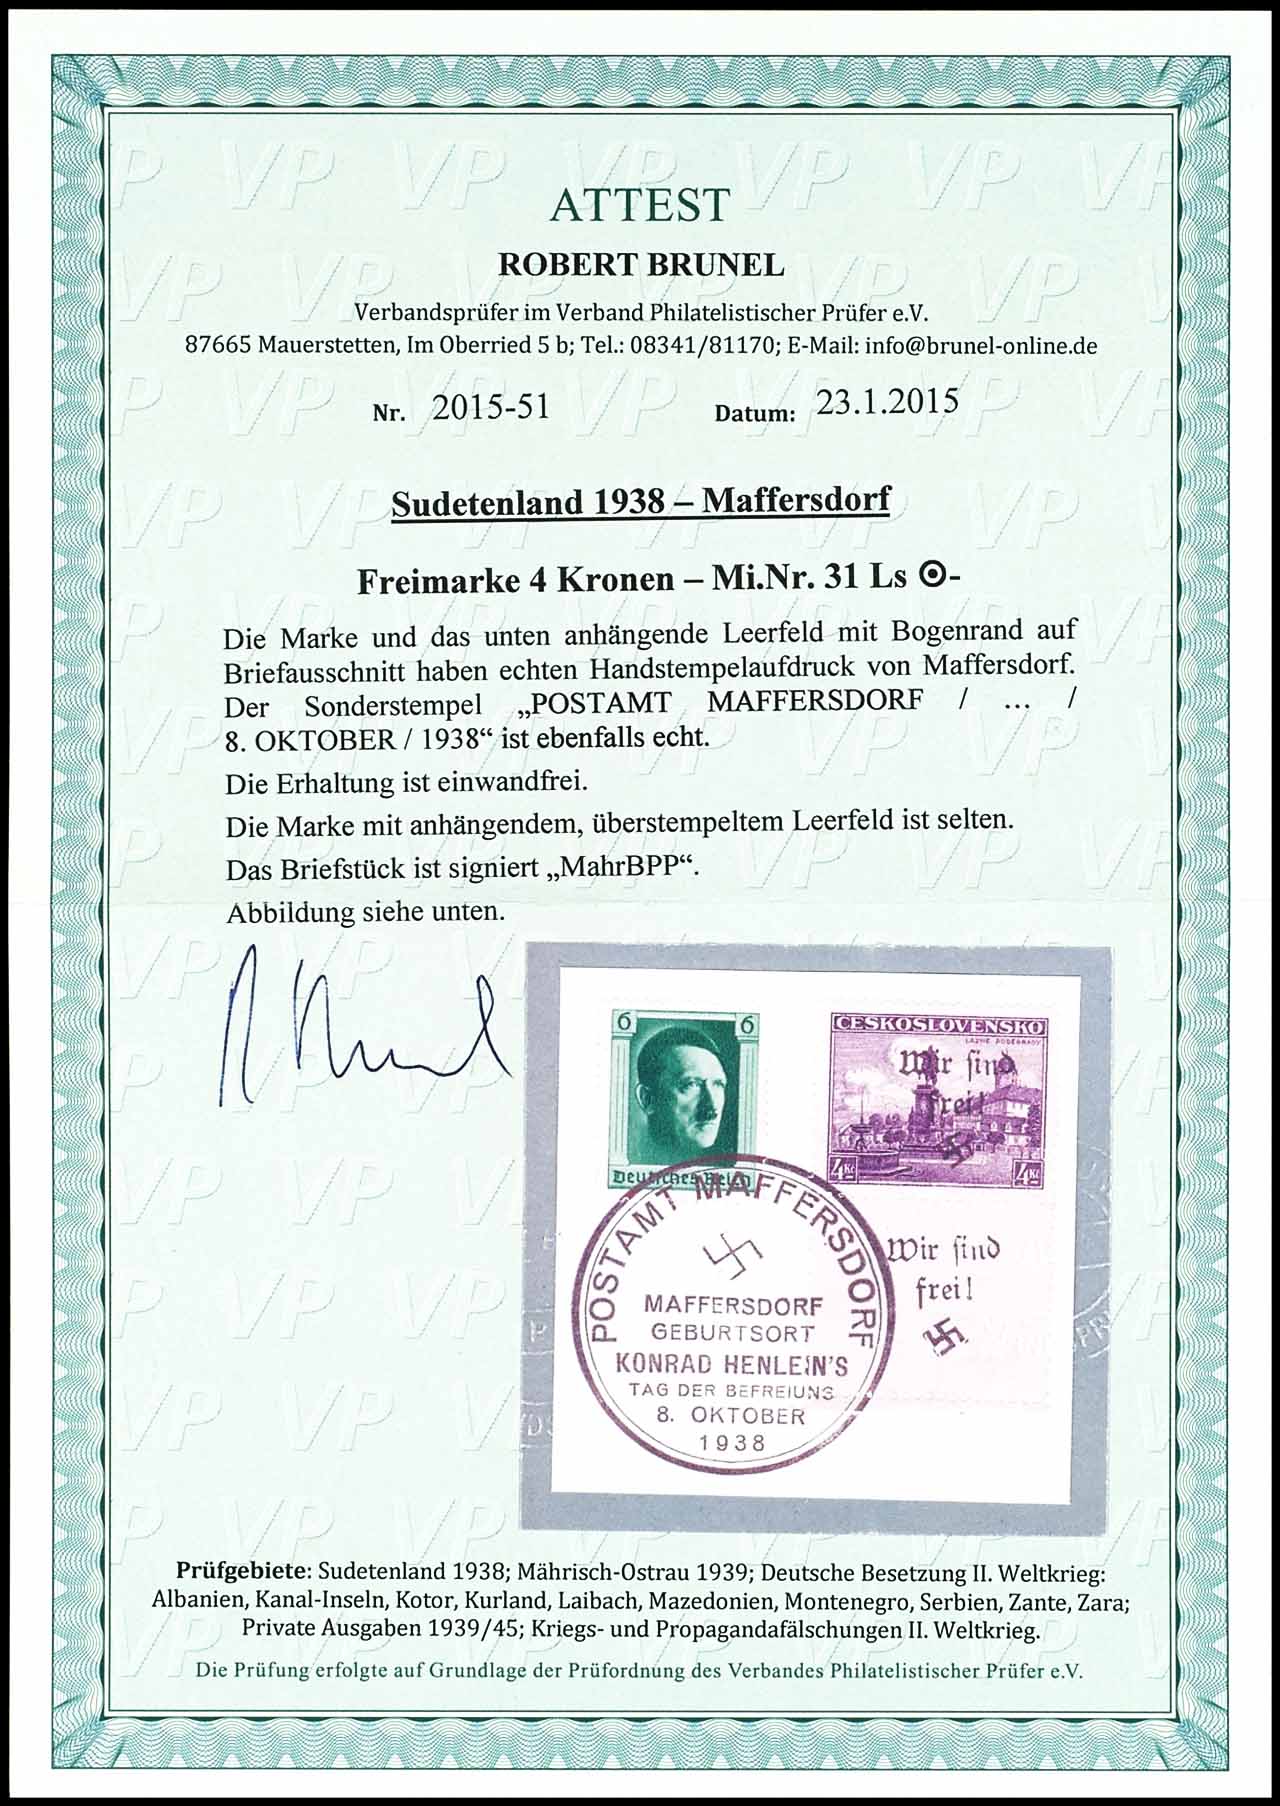 ATTEST
ROBERT BRUNEL
Verbandsprüfer im Verband Philatelistischer Prüfer e.V.
87665 Mauerstetten, Im Oberried 5 b; Tel.: 08341/81170; E-Mail: info@brunel-online.de
Nr. 2015-51 Datum: 23.1.2015
Sudetenland 1938 – Maffersdorf
Freimarke 4 Kronen – Mi.Nr. 31 Ls ⊙-
Die Marke und das unten anhängende Leerfeld mit Bogenrand auf
Briefausschnitt haben echten Handstempelaufdruck von Maffersdorf.
Der Sonderstempel „POSTAMT MAFFERSDORF / … /
8. OKTOBER / 1938“ ist ebenfalls echt.
Die Erhaltung ist einwandfrei.
Die Marke mit anhängendem, überstempeltem Leerfeld ist selten.
Das Briefstück ist signiert „MahrBPP“.
Abbildung siehe unten.
6 6
Deutsches Reich
ČESKOSLOVENSKO
LÁZNĚ PODĚBRADY
Wir sind
frei!
4Kč 4Kč
Wir sind
frei!
POSTAMT MAFFERSDORF
MAFFERSDORF
GEBURTSORT
KONRAD HENLEIN'S
TAG DER BEFREIUNG
8. OKTOBER
1938
Prüfgebiete: Sudetenland 1938; Mährisch-Ostrau 1939; Deutsche Besetzung II. Weltkrieg:
Albanien, Kanal-Inseln, Kotor, Kurland, Laibach, Mazedonien, Montenegro, Serbien, Zante, Zara;
Private Ausgaben 1939/45; Kriegs- und Propagandafälschungen II. Weltkrieg.
Die Prüfung erfolgte auf Grundlage der Prüfordnung des Verbandes Philatelistischer Prüfer e.V.